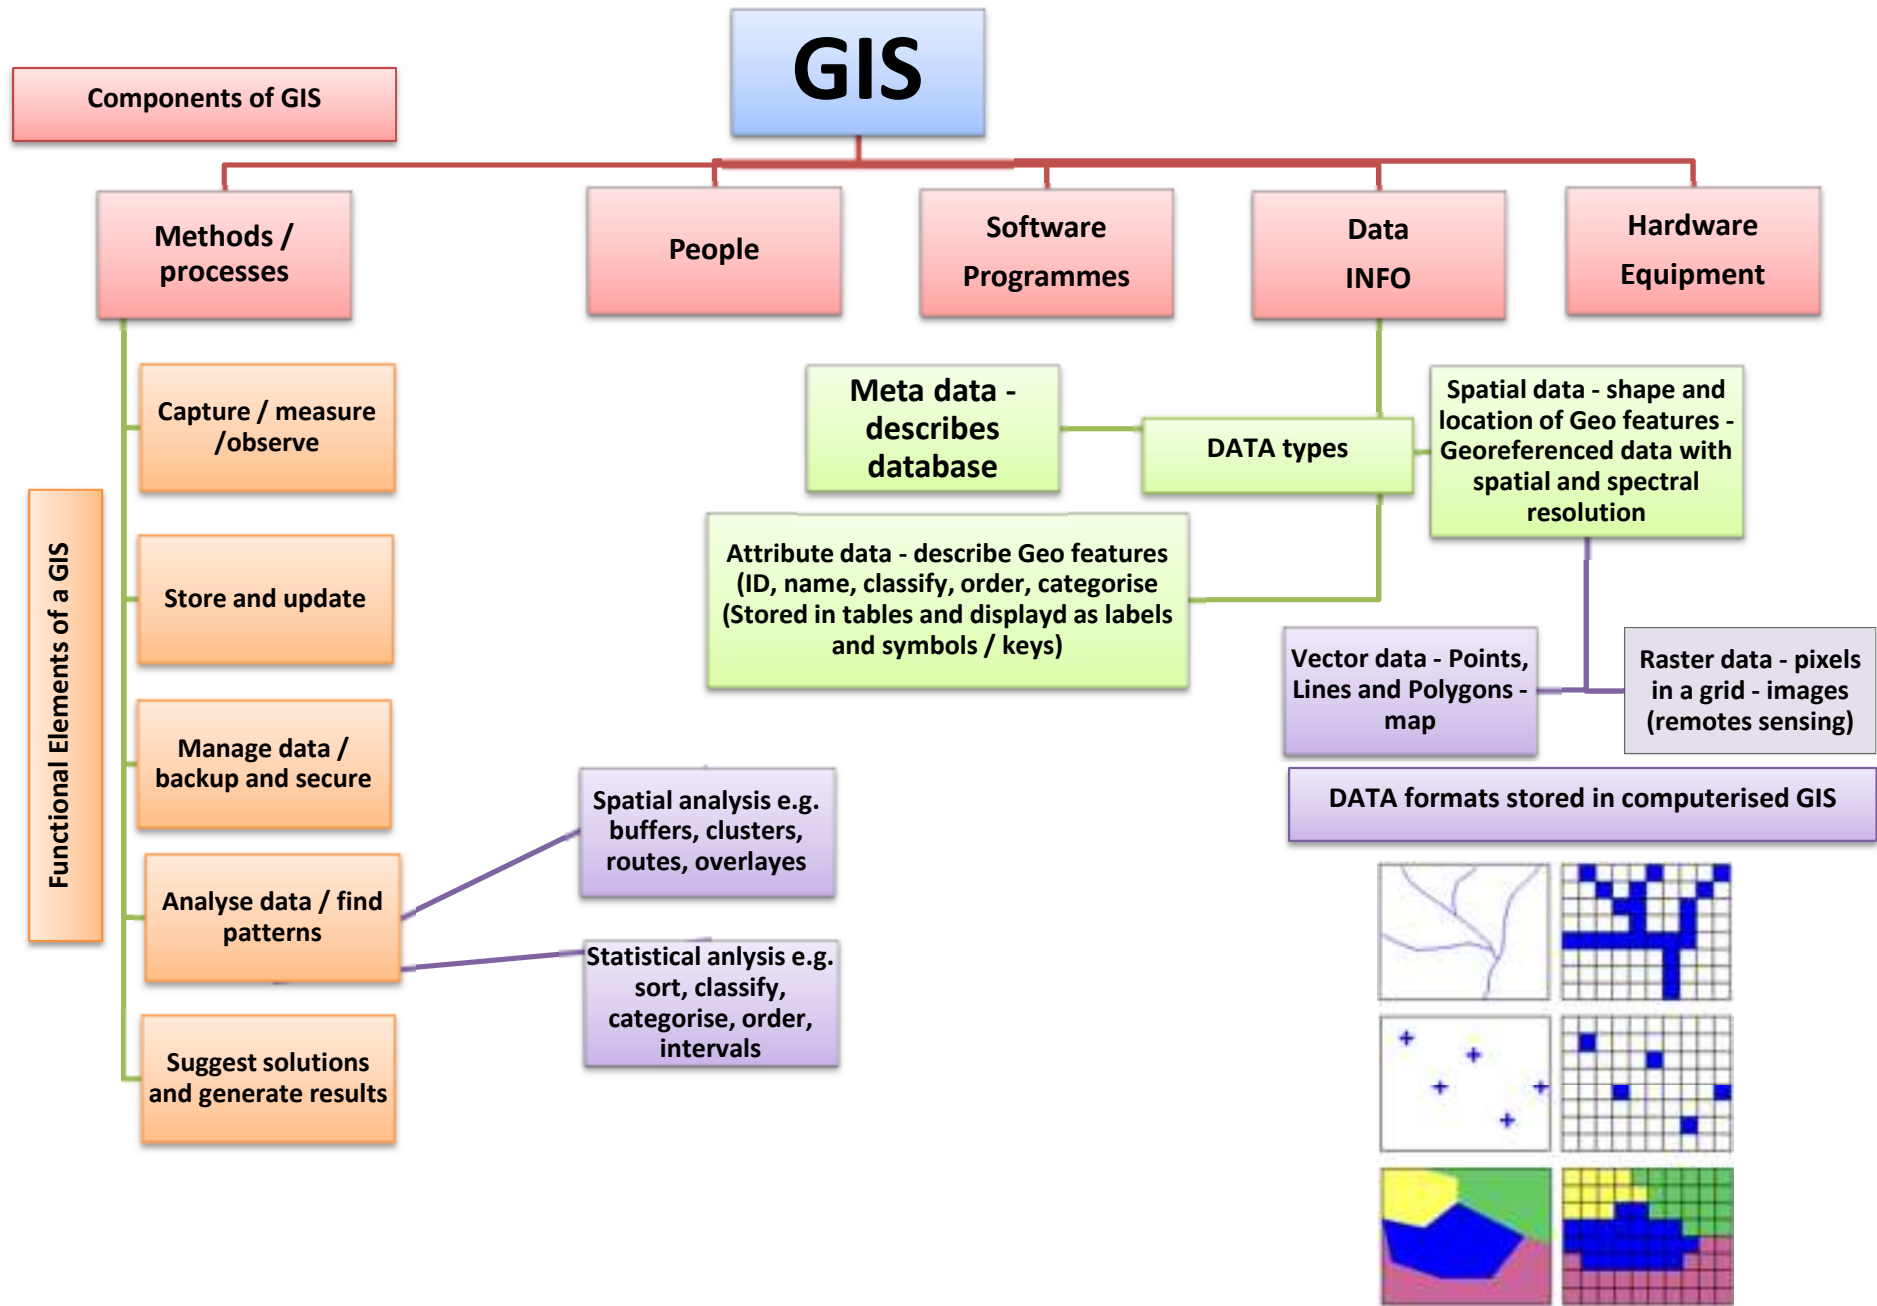 GIS
Components of GIS
Methods /
processes
People
Software
Programmes
Data
INFO
Hardware
Equipment
Functional Elements of a GIS
Capture / measure
/observe
Store and update
Manage data /
backup and secure
Analyse data / find
patterns
Suggest solutions
and generate results
Spatial analysis e.g.
buffers, clusters,
routes, overlayes
Statistical anlysis e.g.
sort, classify,
categorise, order,
intervals
Meta data -
describes
database
DATA types
Spatial data - shape and
location of Geo features -
Georeferenced data with
spatial and spectral
resolution
Attribute data - describe Geo features
(ID, name, classify, order, categorise
(Stored in tables and displayd as labels
and symbols / keys)
Vector data - Points,
Lines and Polygons -
map
Raster data - pixels
in a grid - images
(remotes sensing)
DATA formats stored in computerised GIS